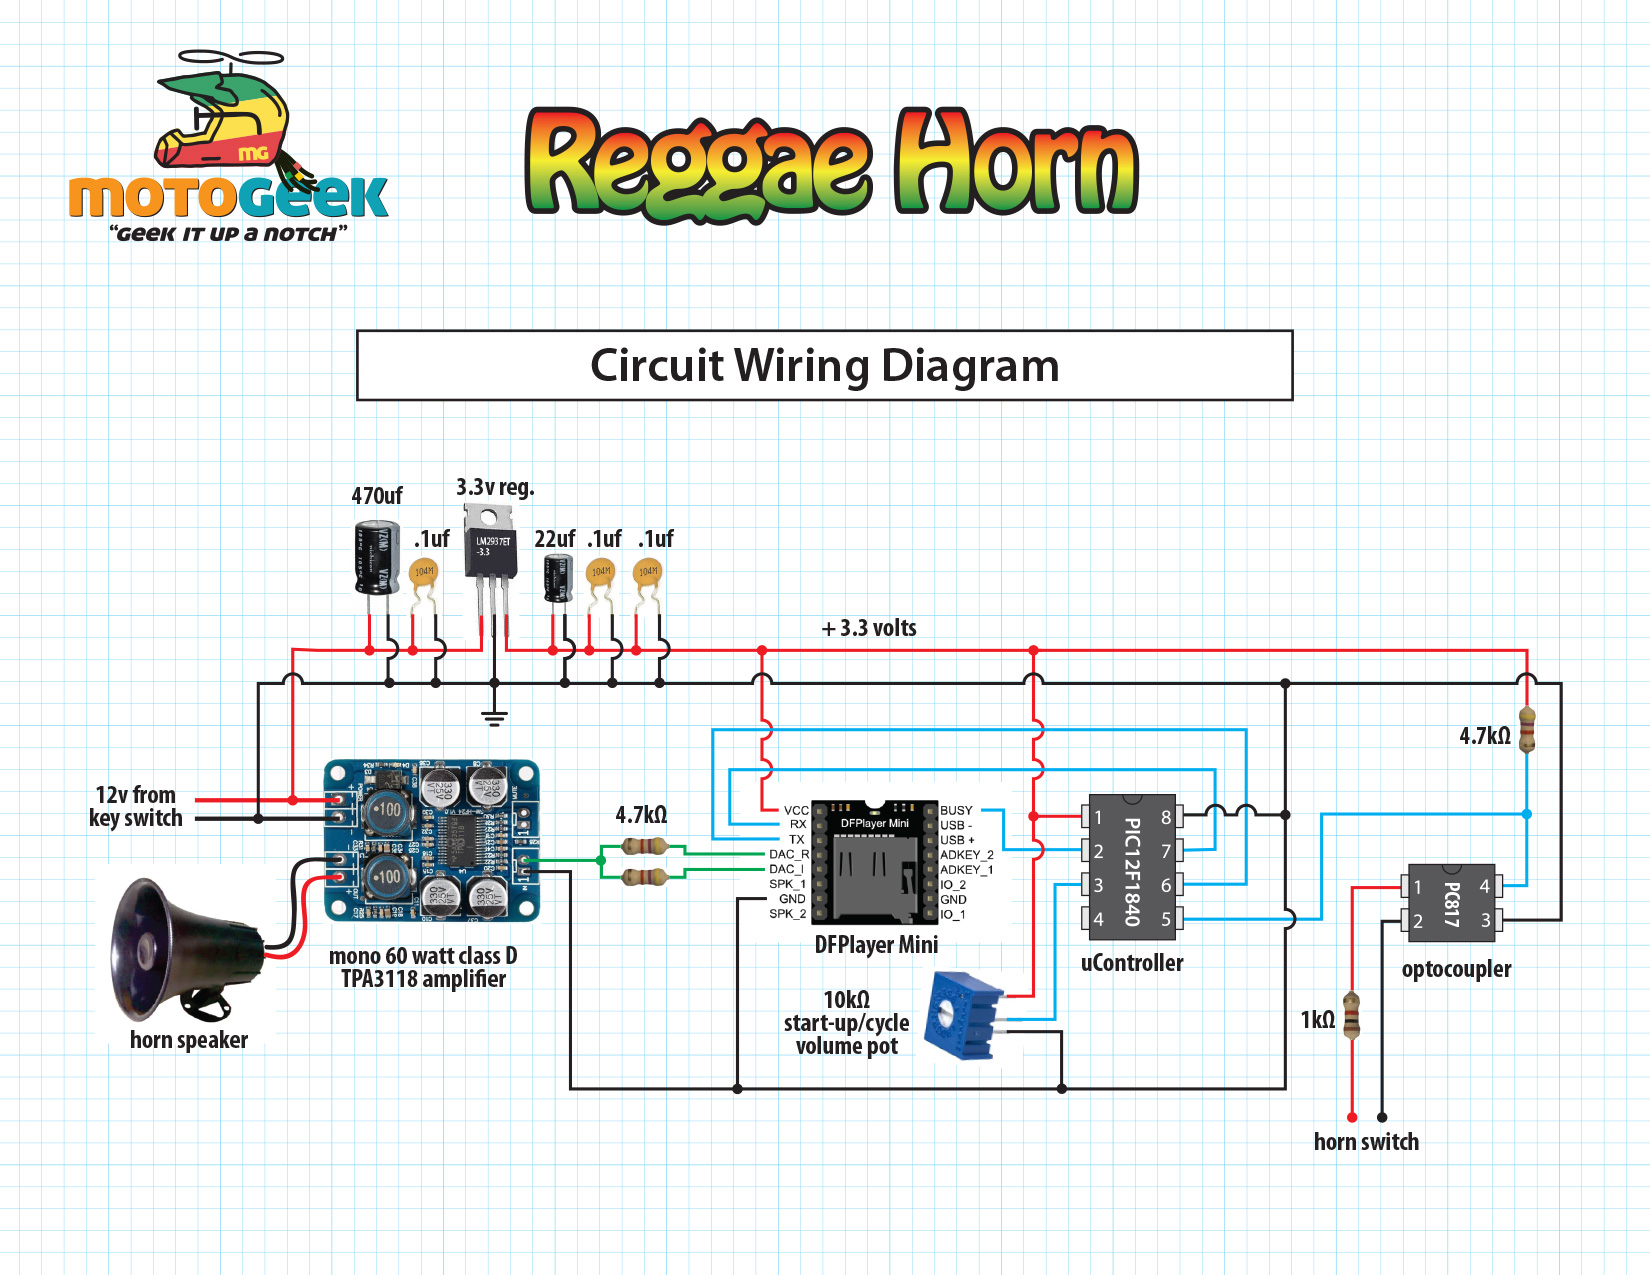 MG
MOTOGEEK
"GEEK IT UP A NOTCH"
Reggae Horn
Circuit Wiring Diagram
470uf
.1uf
3.3v reg.
LM2937ET
-3.3
22uf
.1uf
.1uf
104M
104M
104M
+ 3.3 volts
12v from
key switch
100
100
330
25V
VT
mono 60 watt class D
TPA3118 amplifier
horn speaker
4.7kΩ
VCC
RX
TX
DAC_R
DAC_I
SPK_1
GND
SPK_2
DFPlayer Mini
BUSY
USB -
USB +
ADKEY_2
ADKEY_1
IO_2
GND
IO_1
DFPlayer Mini
10kΩ
start-up/cycle
volume pot
1
2
3
4
PIC12F1840
8
7
6
5
uController
4.7kΩ
1
2
PC817
4
3
optocoupler
1kΩ
horn switch